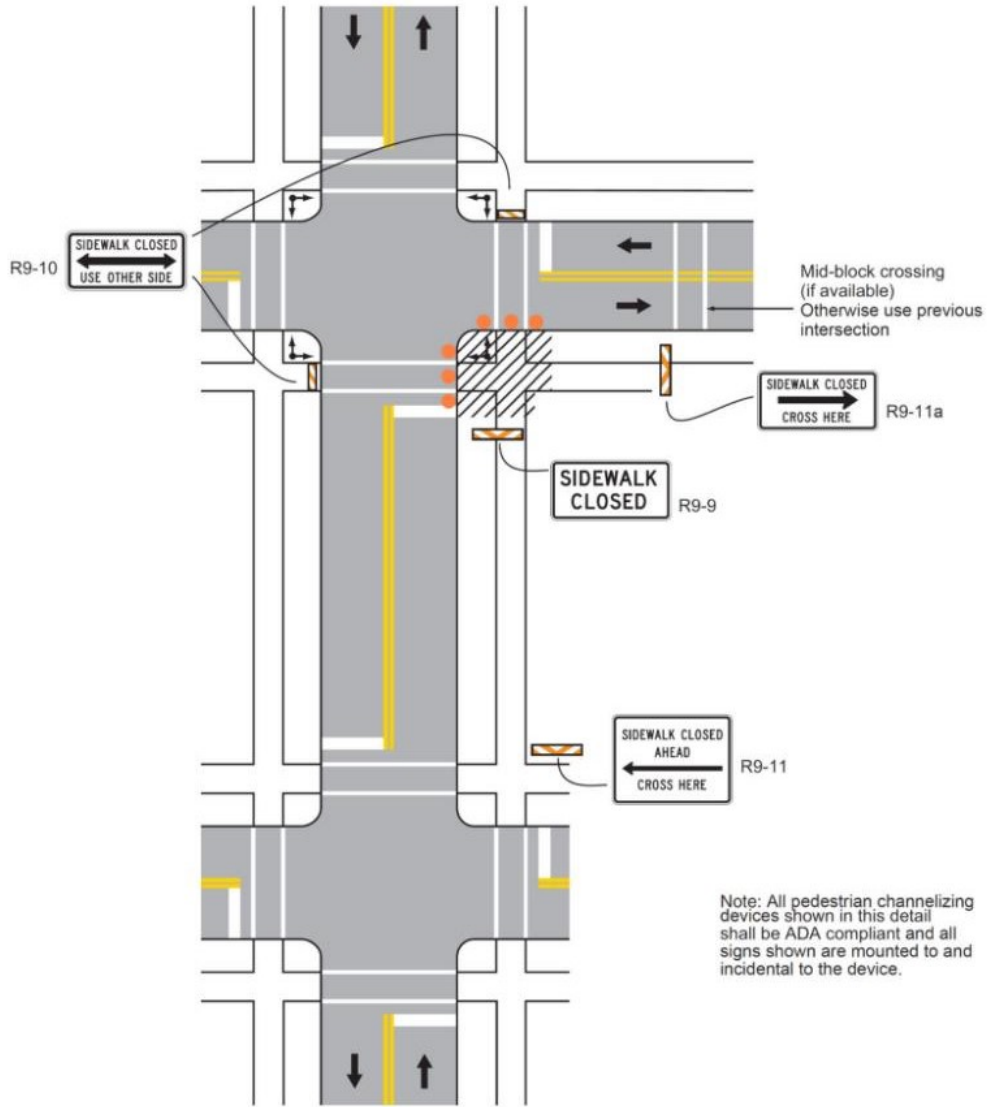 SIDEWALK CLOSED
USE OTHER SIDE
R9-10
Mid-block crossing
(if available)
Otherwise use previous
intersection
SIDEWALK CLOSED
CROSS HERE
R9-11a
SIDEWALK
CLOSED
R9-9
SIDEWALK CLOSED
AHEAD
CROSS HERE
R9-11
Note: All pedestrian channelizing
devices shown in this detail
shall be ADA compliant and all
signs shown are mounted to and
incidental to the device.